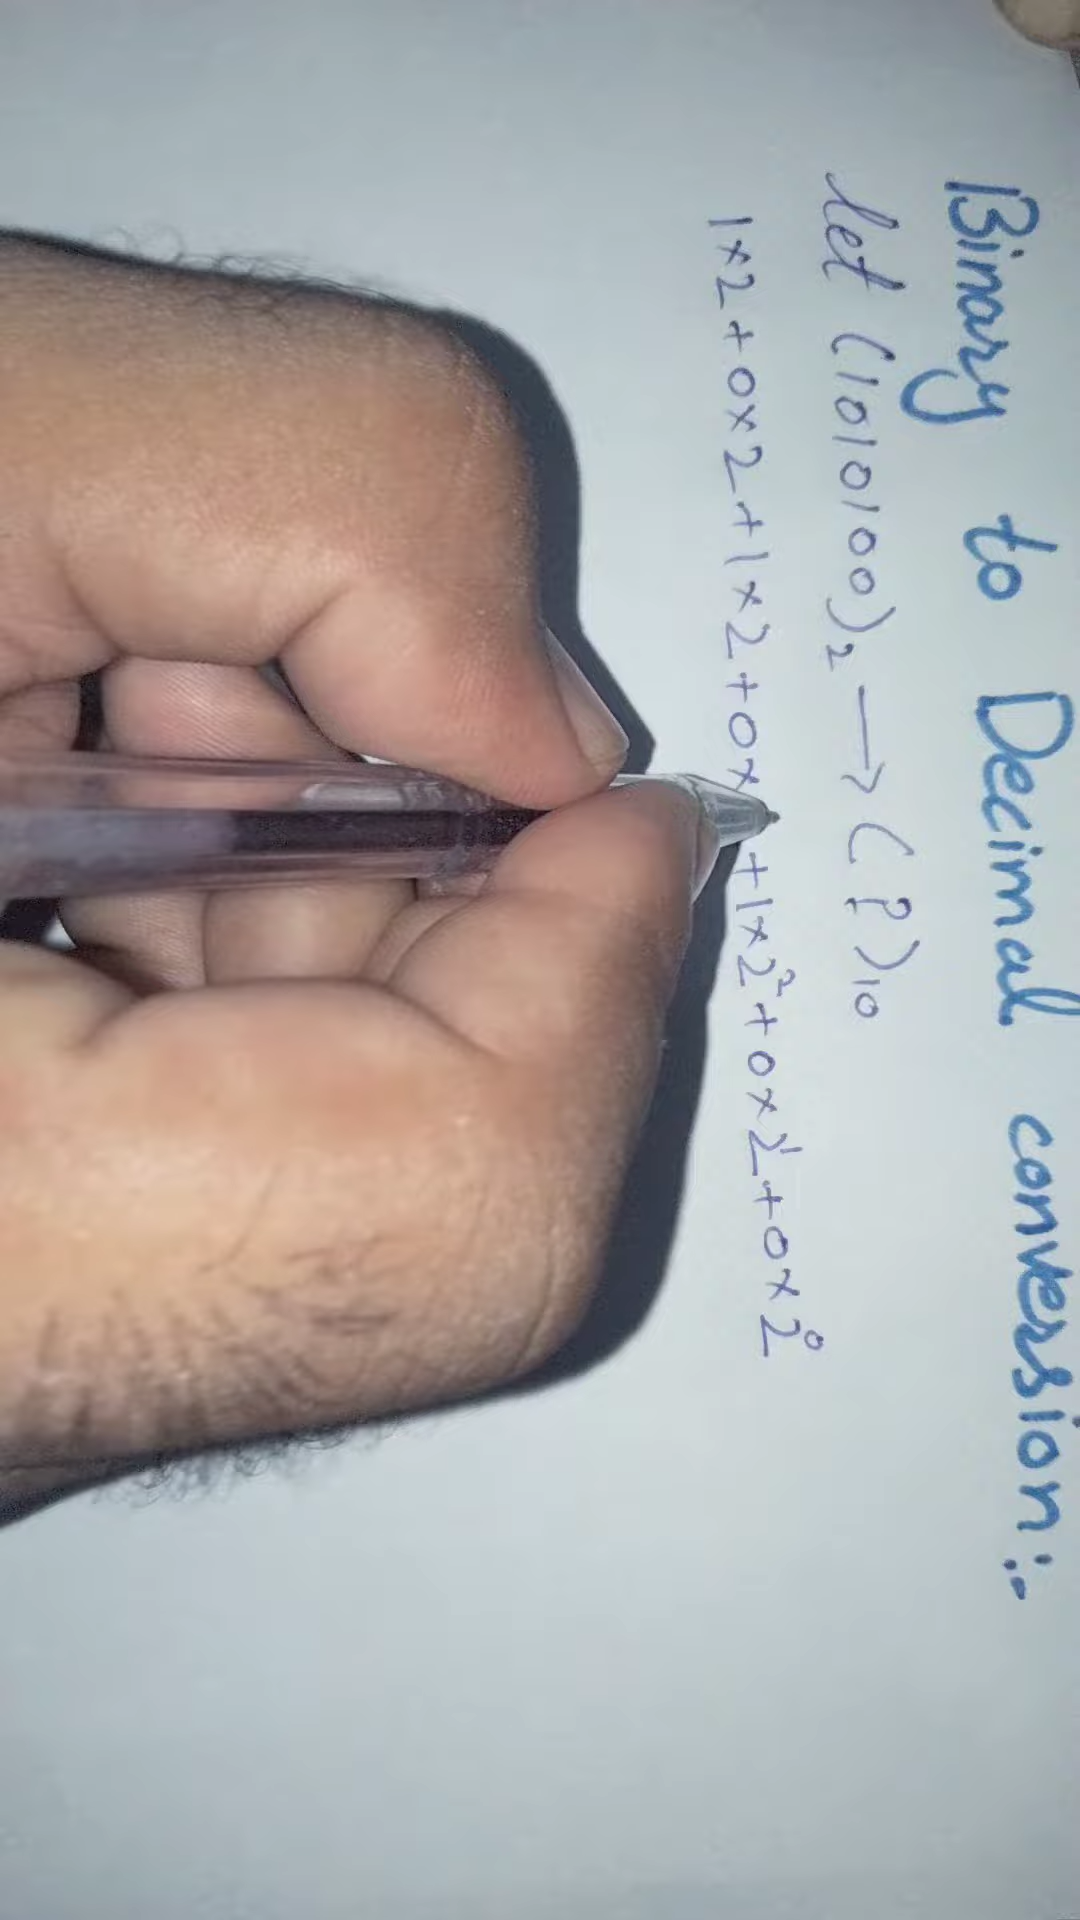 Binary to Decimal conversion:-
let (1010100)₂ → (?)₁₀
1×2 + 0×2 + 1×2 + 0× + 1×2² + 0×2¹ + 0×2⁰